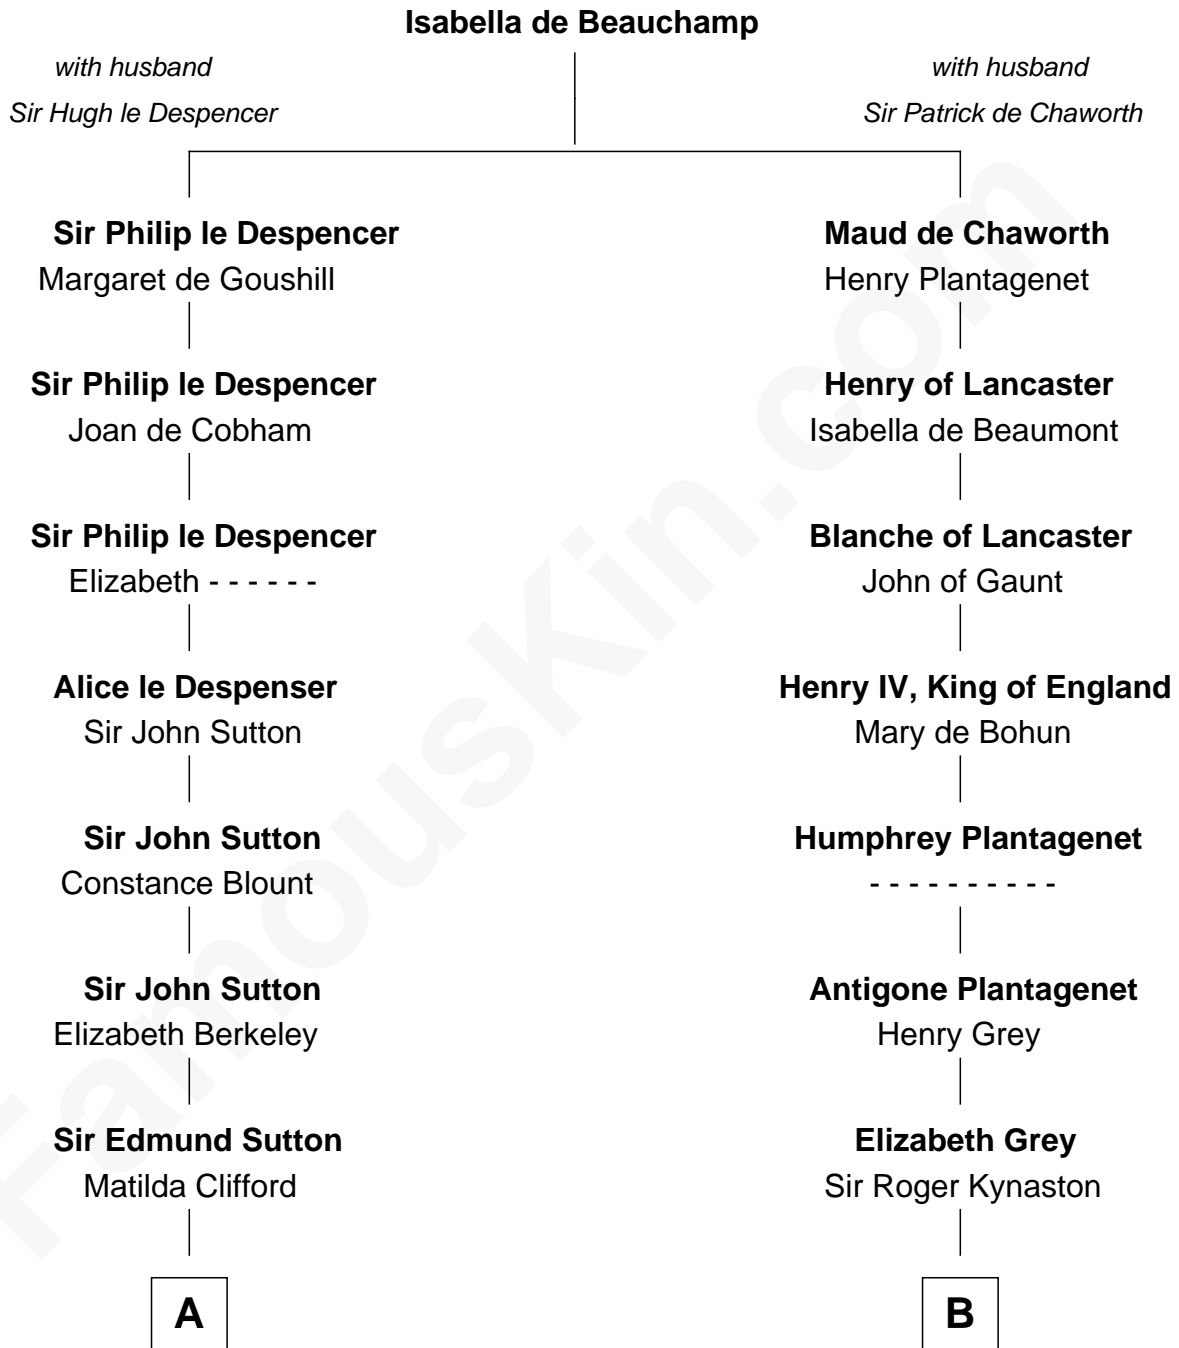 Isabella de Beauchamp
with husband
Sir Hugh le Despencer
with husband
Sir Patrick de Chaworth
Sir Philip le Despencer
Margaret de Goushill
Maud de Chaworth
Henry Plantagenet
Sir Philip le Despencer
Joan de Cobham
Henry of Lancaster
Isabella de Beaumont
Sir Philip le Despencer
Elizabeth - - - - - -
Blanche of Lancaster
John of Gaunt
Alice le Despenser
Sir John Sutton
Henry IV, King of England
Mary de Bohun
Sir John Sutton
Constance Blount
Humphrey Plantagenet
- - - - - - - - - -
Sir John Sutton
Elizabeth Berkeley
Antigone Plantagenet
Henry Grey
Sir Edmund Sutton
Matilda Clifford
Elizabeth Grey
Sir Roger Kynaston
A
B
FamousKin.com